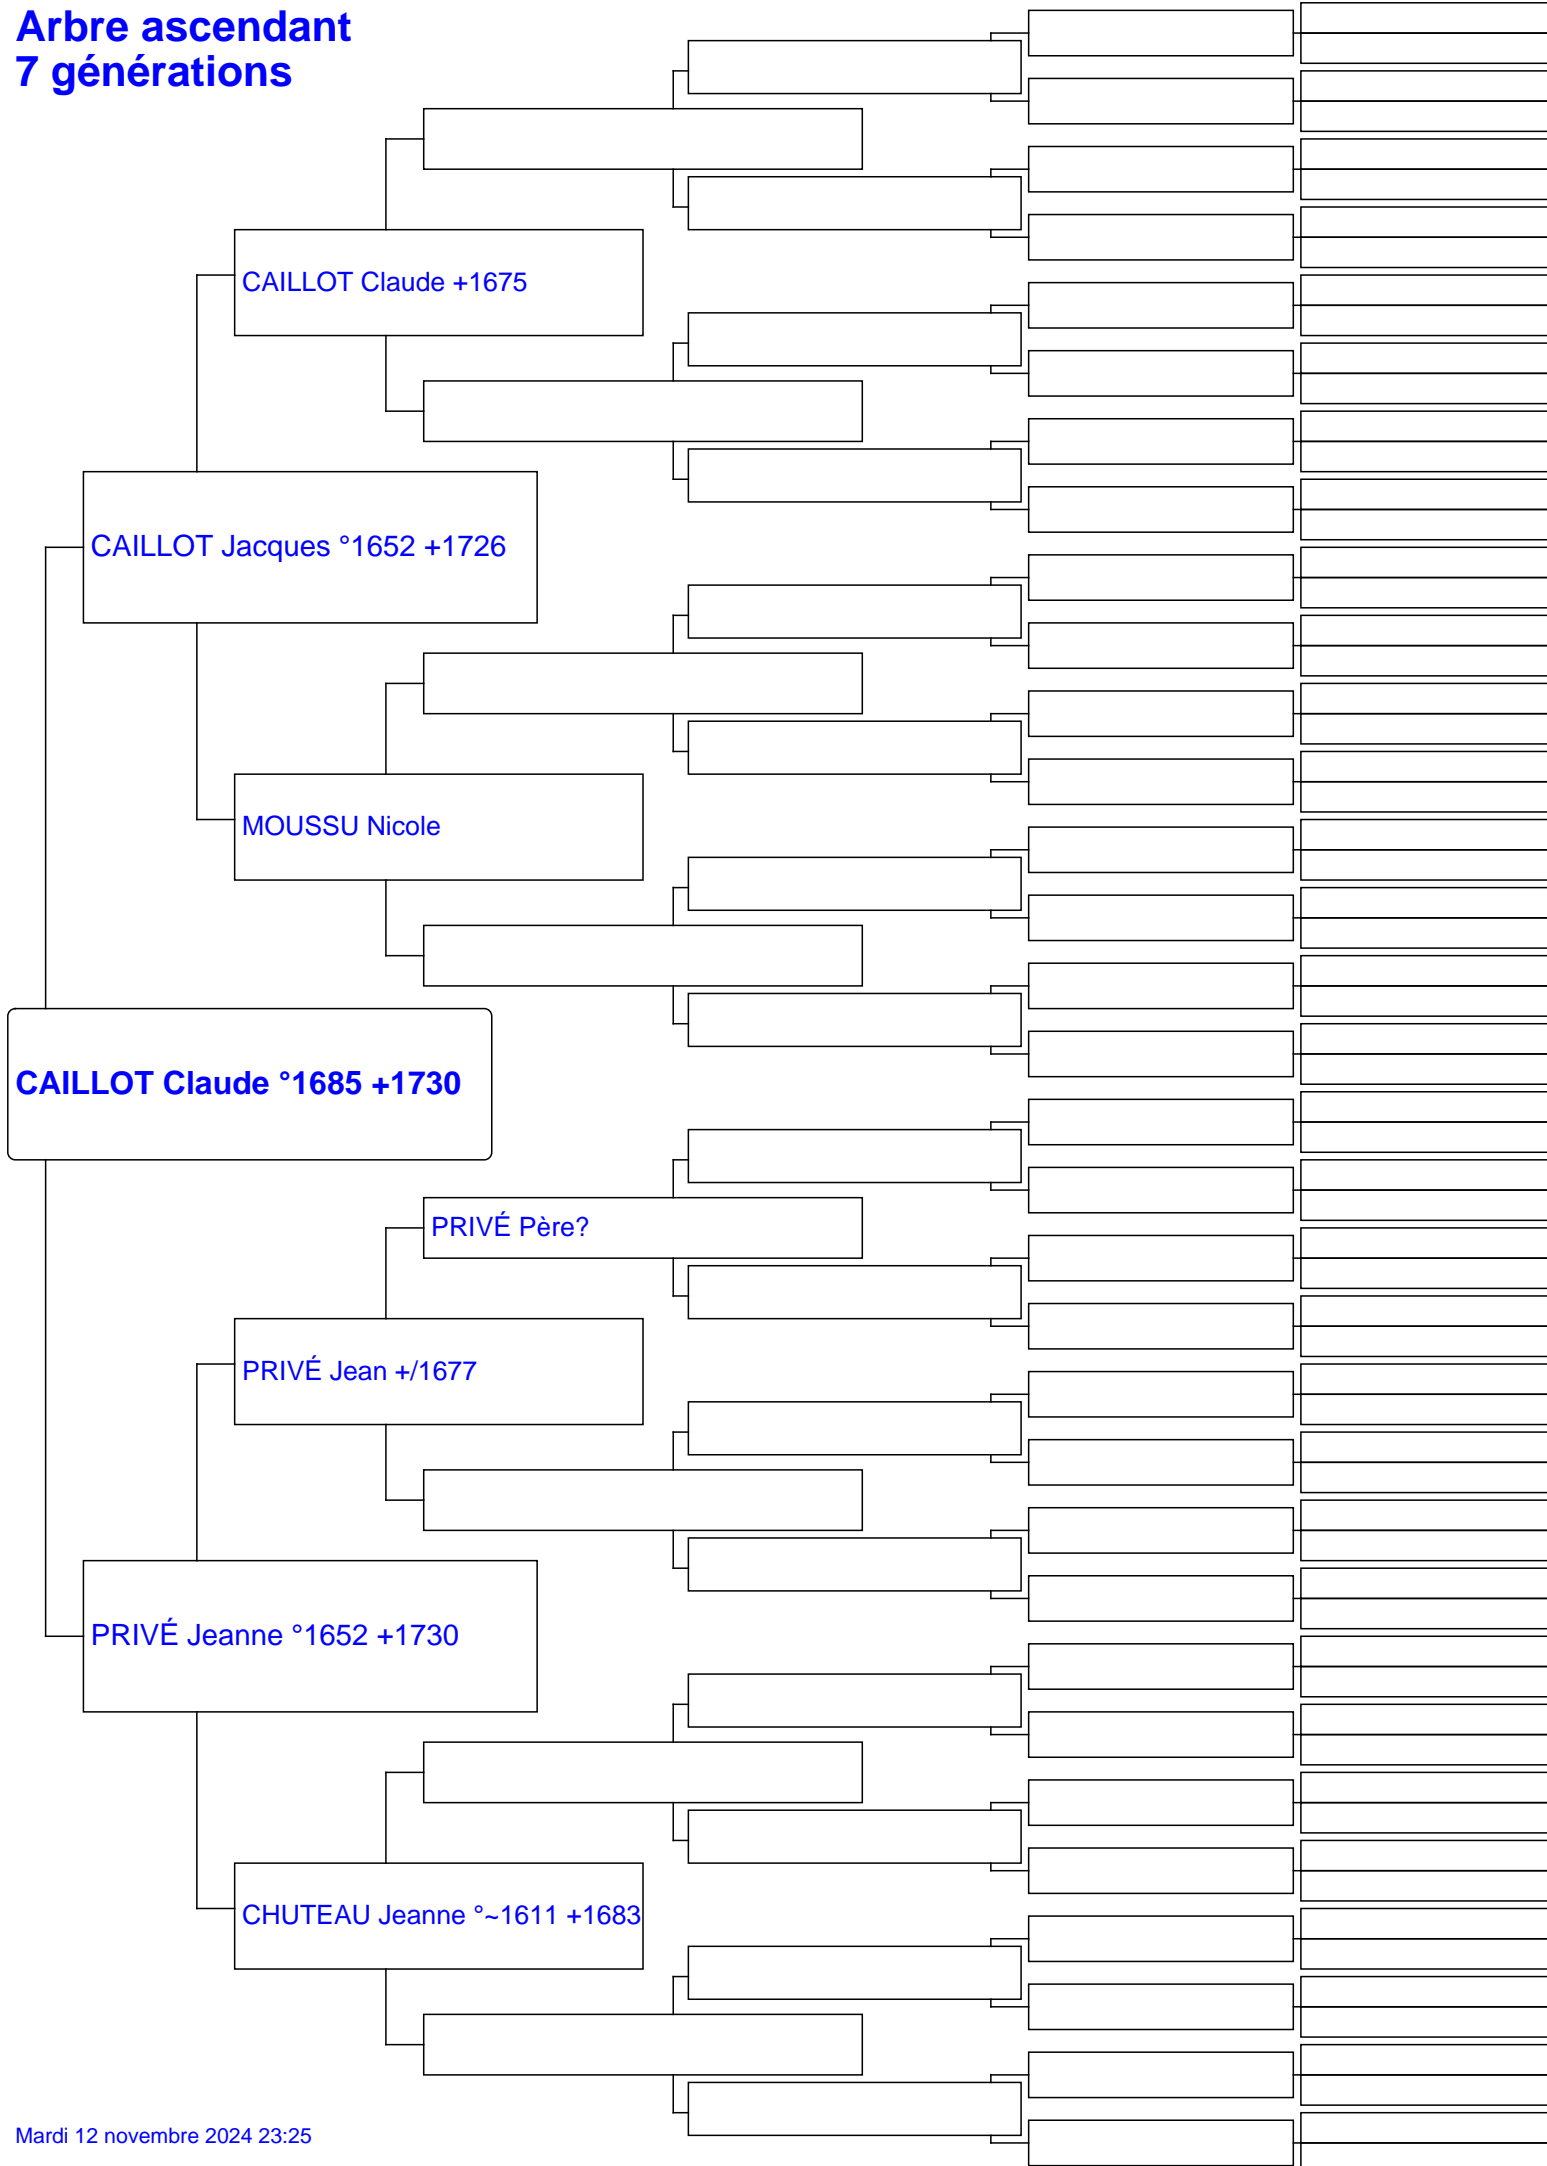 Arbre ascendant
7 générations
CAILLOT Claude +1675
CAILLOT Jacques °1652 +1726
MOUSSU Nicole
CAILLOT Claude °1685 +1730
PRIVÉ Père?
PRIVÉ Jean +/1677
PRIVÉ Jeanne °1652 +1730
CHUTEAU Jeanne °~1611 +1683
Mardi 12 novembre 2024 23:25